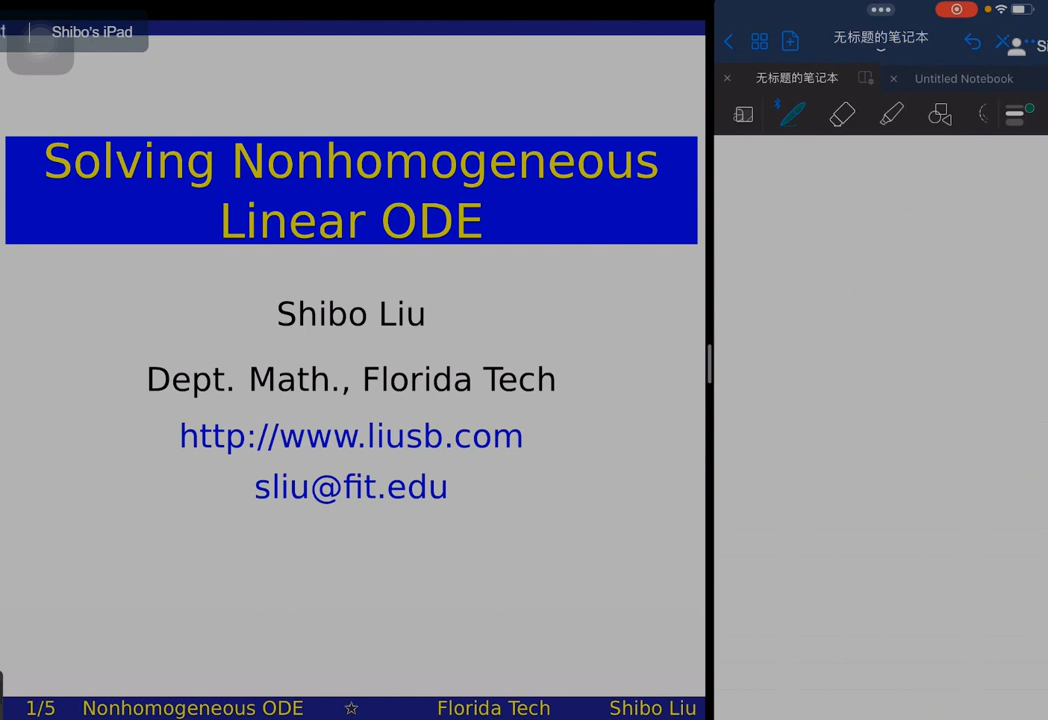 Shibo's iPad
无标题的笔记本
无标题的笔记本
Untitled Notebook
Solving Nonhomogeneous
Linear ODE
Shibo Liu
Dept. Math., Florida Tech
http://www.liusb.com
sliu@fit.edu
1/5 Nonhomogeneous ODE ☆ Florida Tech Shibo Liu